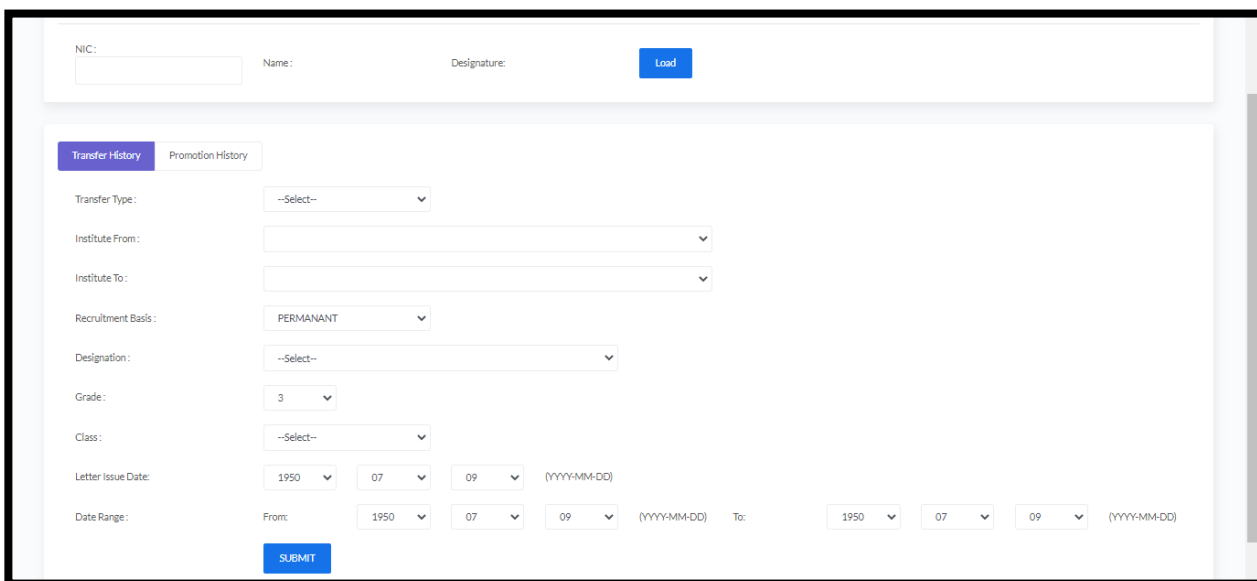 NIC :
Name : Designature: Load
Transfer History Promotion History
Transfer Type : --Select--
Institute From :
Institute To :
Recruitment Basis : PERMANANT
Designation : --Select--
Grade : 3
Class : --Select--
Letter Issue Date: 1950 07 09 (YYYY-MM-DD)
Date Range : From: 1950 07 09 (YYYY-MM-DD) To: 1950 07 09 (YYYY-MM-DD)
SUBMIT